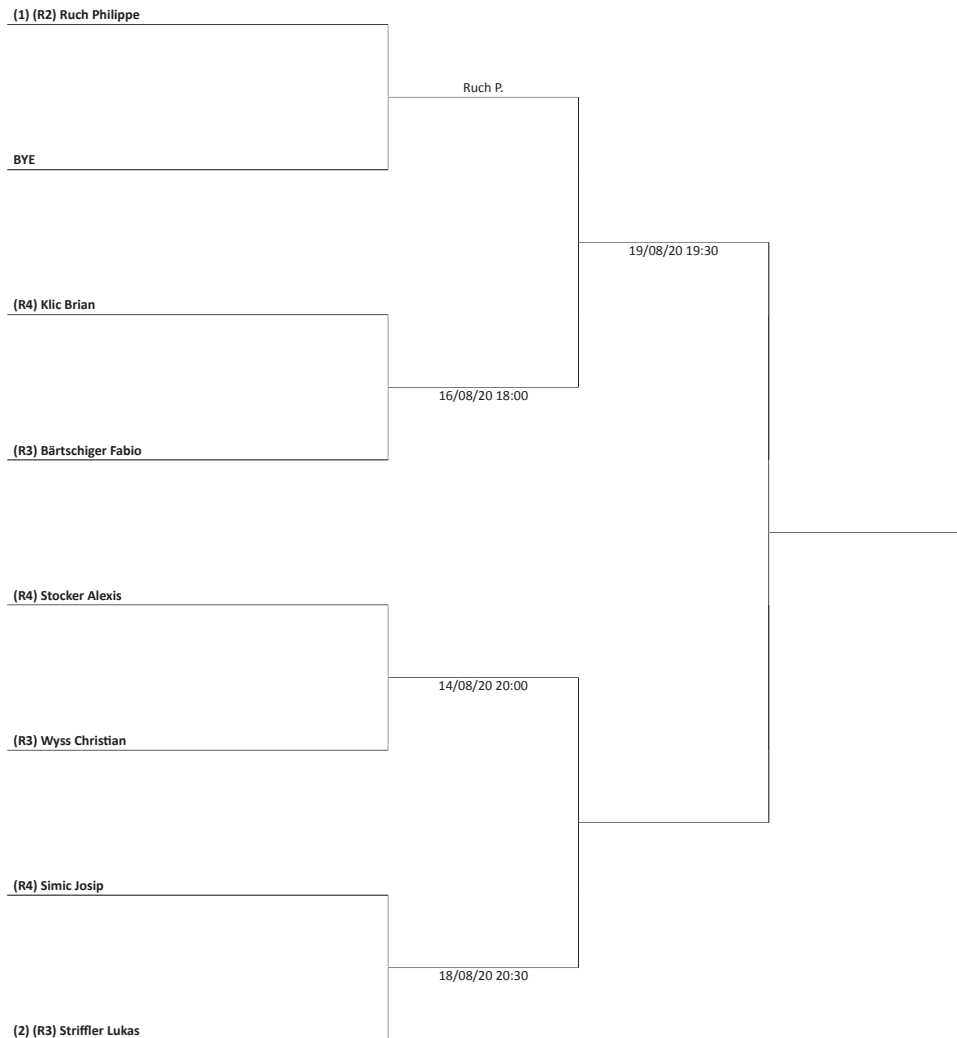 (1) (R2) Ruch Philippe
Ruch P.
BYE
19/08/20 19:30
(R4) Klic Brian
16/08/20 18:00
(R3) Bärtschiger Fabio
(R4) Stocker Alexis
14/08/20 20:00
(R3) Wyss Christian
(R4) Simic Josip
18/08/20 20:30
(2) (R3) Striffler Lukas